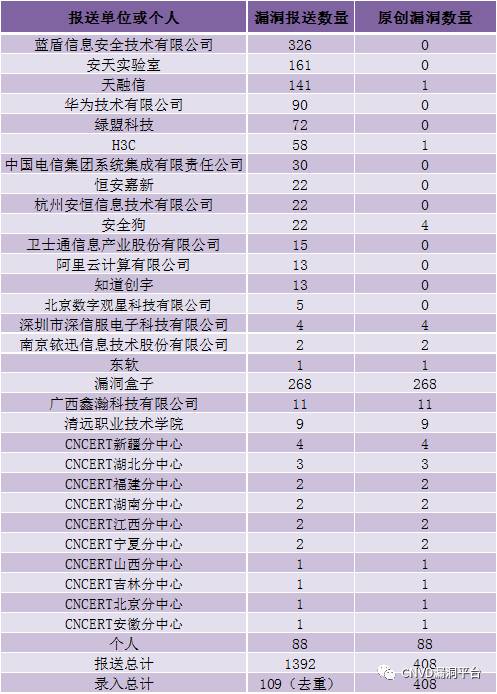 报送单位或个人 漏洞报送数量 原创漏洞数量
蓝盾信息安全技术有限公司 326 0
安天实验室 161 0
天融信 141 1
华为技术有限公司 90 0
绿盟科技 72 0
H3C 58 1
中国电信集团系统集成有限责任公司 30 0
恒安嘉新 22 0
杭州安恒信息技术有限公司 22 0
安全狗 22 4
卫士通信息产业股份有限公司 15 0
阿里云计算有限公司 13 0
知道创宇 13 0
北京数字观星科技有限公司 5 0
深圳市深信服电子科技有限公司 4 4
南京铱迅信息技术股份有限公司 2 2
东软 1 1
漏洞盒子 268 268
广西鑫瀚科技有限公司 11 11
清远职业技术学院 9 9
CNCERT新疆分中心 4 4
CNCERT湖北分中心 3 3
CNCERT福建分中心 2 2
CNCERT湖南分中心 2 2
CNCERT江西分中心 2 2
CNCERT宁夏分中心 2 2
CNCERT山西分中心 1 1
CNCERT吉林分中心 1 1
CNCERT北京分中心 1 1
CNCERT安徽分中心 1 1
个人 88 88
报送总计 1392 408
录入总计 109（去重） 408
CNVD漏洞平台